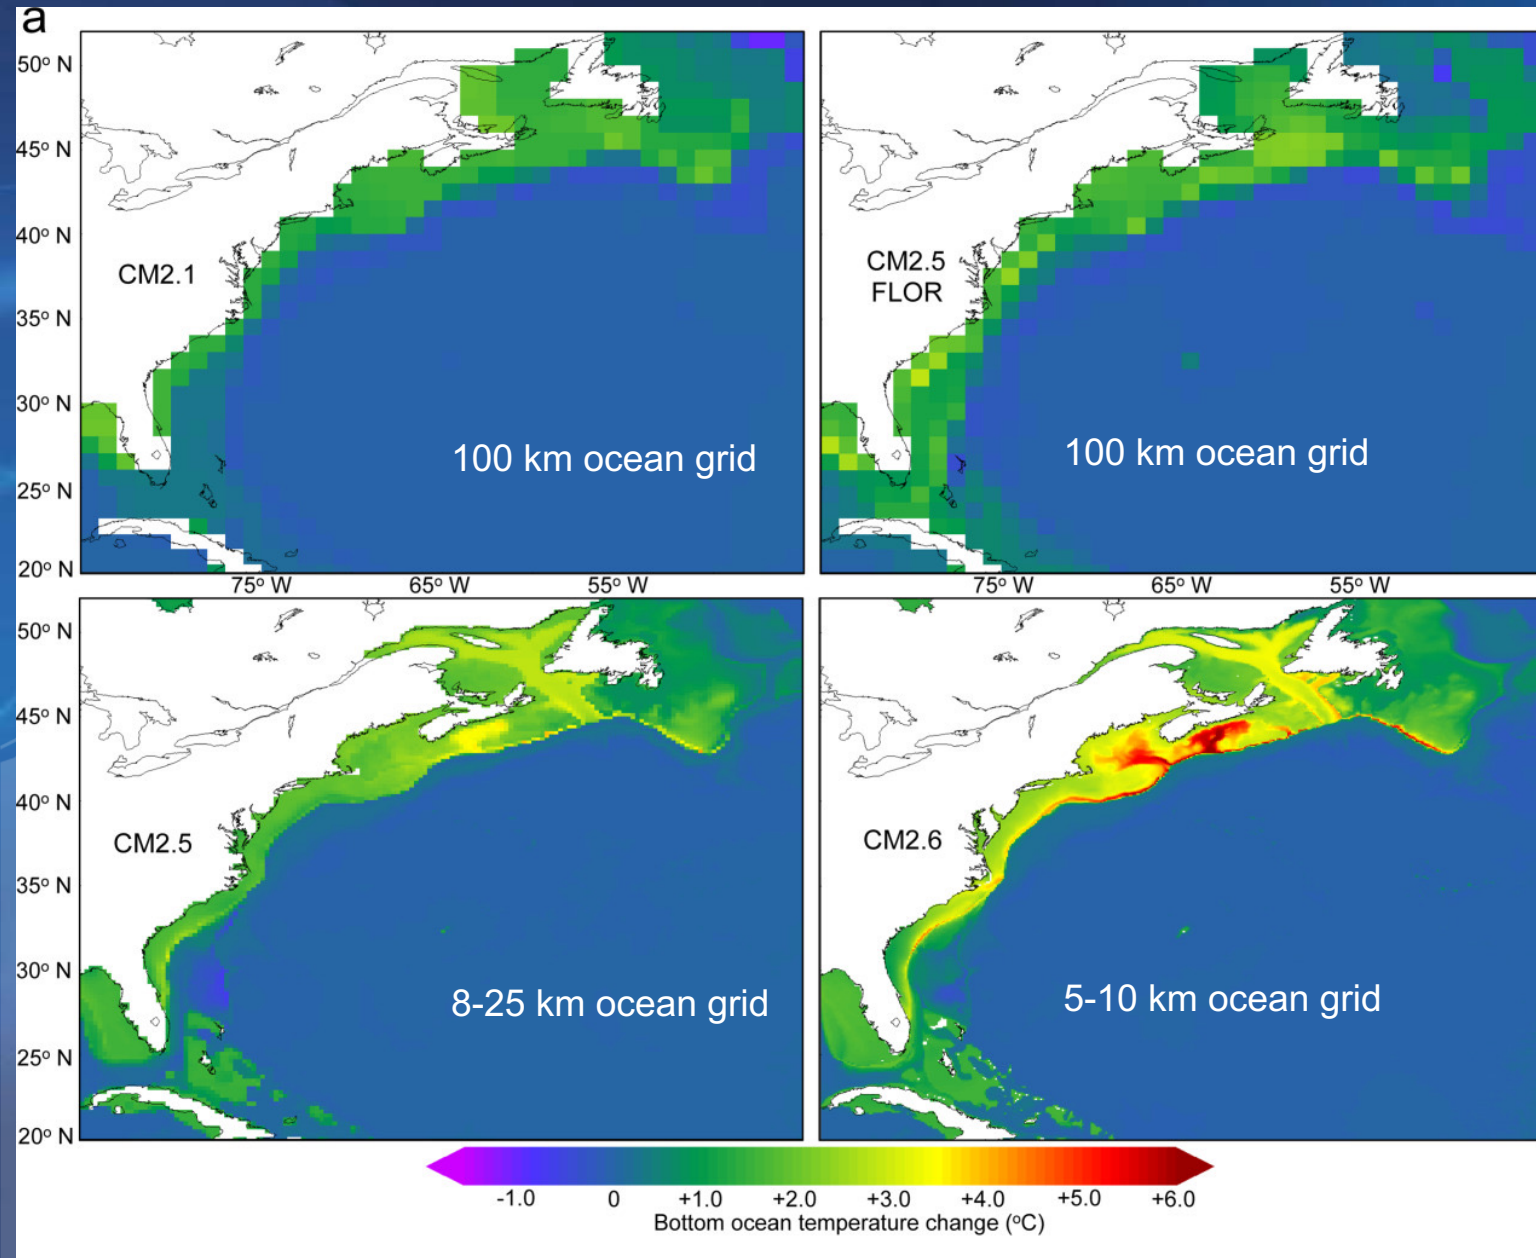 a
50° N
45° N
40° N
35° N
30° N
25° N
20° N
CM2.1
100 km ocean grid
CM2.5
FLOR
100 km ocean grid
75° W
65° W
55° W
75° W
65° W
55° W
50° N
45° N
40° N
35° N
30° N
25° N
20° N
CM2.5
8-25 km ocean grid
CM2.6
5-10 km ocean grid
-1.0 0 +1.0 +2.0 +3.0 +4.0 +5.0 +6.0
Bottom ocean temperature change (°C)